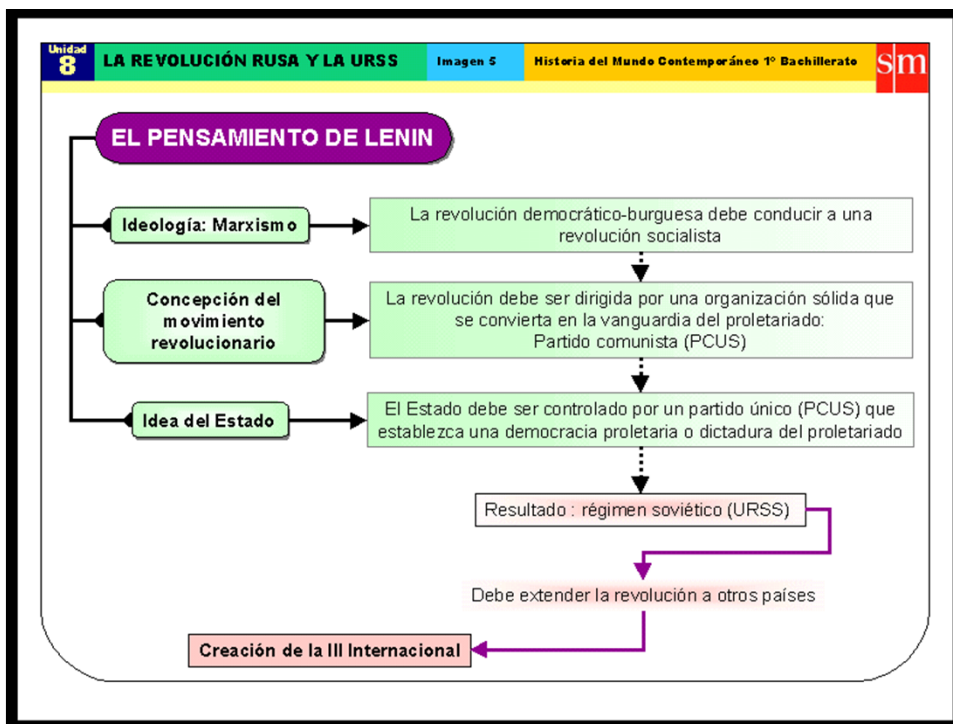 Unidad
8
LA REVOLUCIÓN RUSA Y LA URSS
Imagen 5
Historia del Mundo Contemporáneo 1º Bachillerato
sm
EL PENSAMIENTO DE LENIN
Ideología: Marxismo
La revolución democrático-burguesa debe conducir a una
revolución socialista
Concepción del
movimiento
revolucionario
La revolución debe ser dirigida por una organización sólida que
se convierta en la vanguardia del proletariado:
Partido comunista (PCUS)
Idea del Estado
El Estado debe ser controlado por un partido único (PCUS) que
establezca una democracia proletaria o dictadura del proletariado
Resultado : régimen soviético (URSS)
Debe extender la revolución a otros países
Creación de la III Internacional